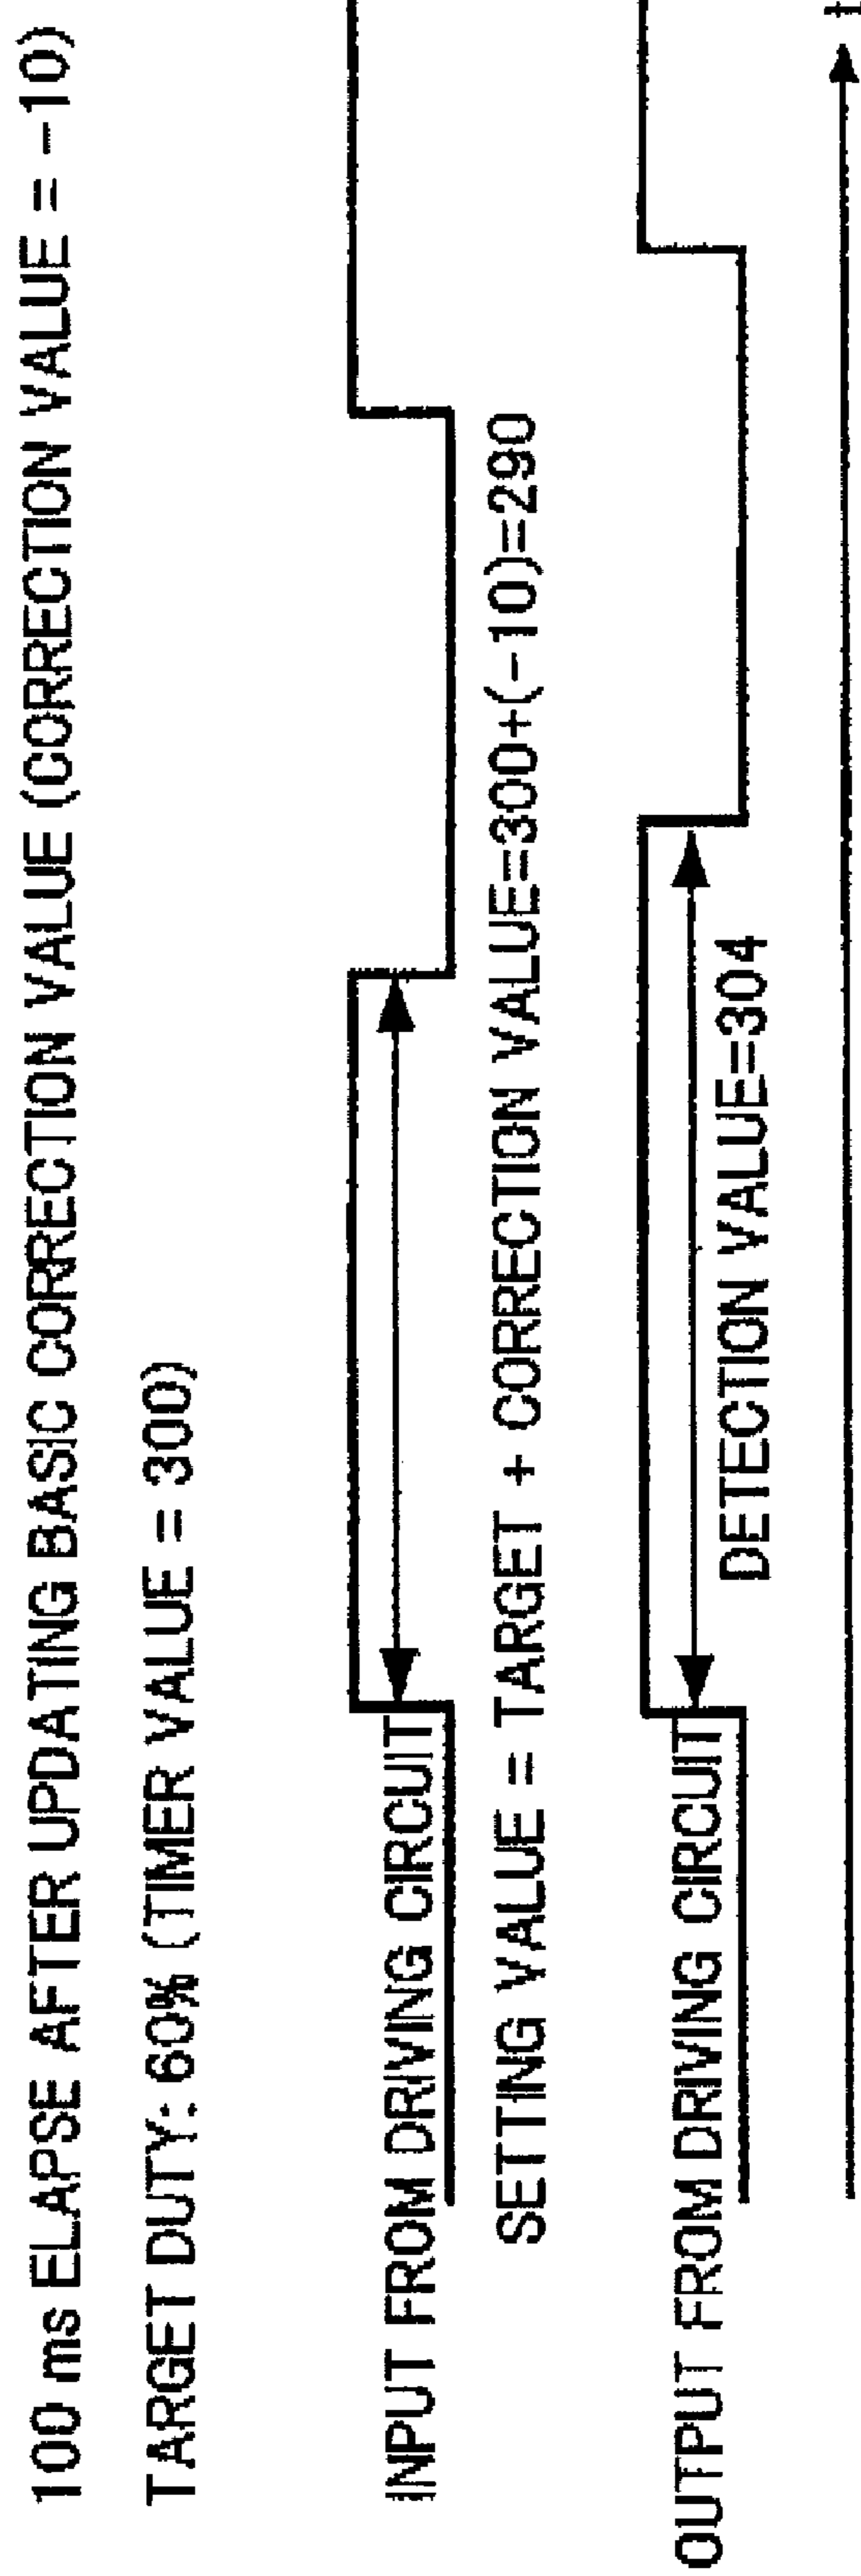 100 ms ELAPSE AFTER UPDATING BASIC CORRECTION VALUE (CORRECTION VALUE = -10)
TARGET DUTY: 60% (TIMER VALUE = 300)
INPUT FROM DRIVING CIRCUIT
SETTING VALUE = TARGET + CORRECTION VALUE=300+(-10)=290
OUTPUT FROM DRIVING CIRCUIT
DETECTION VALUE=304
t